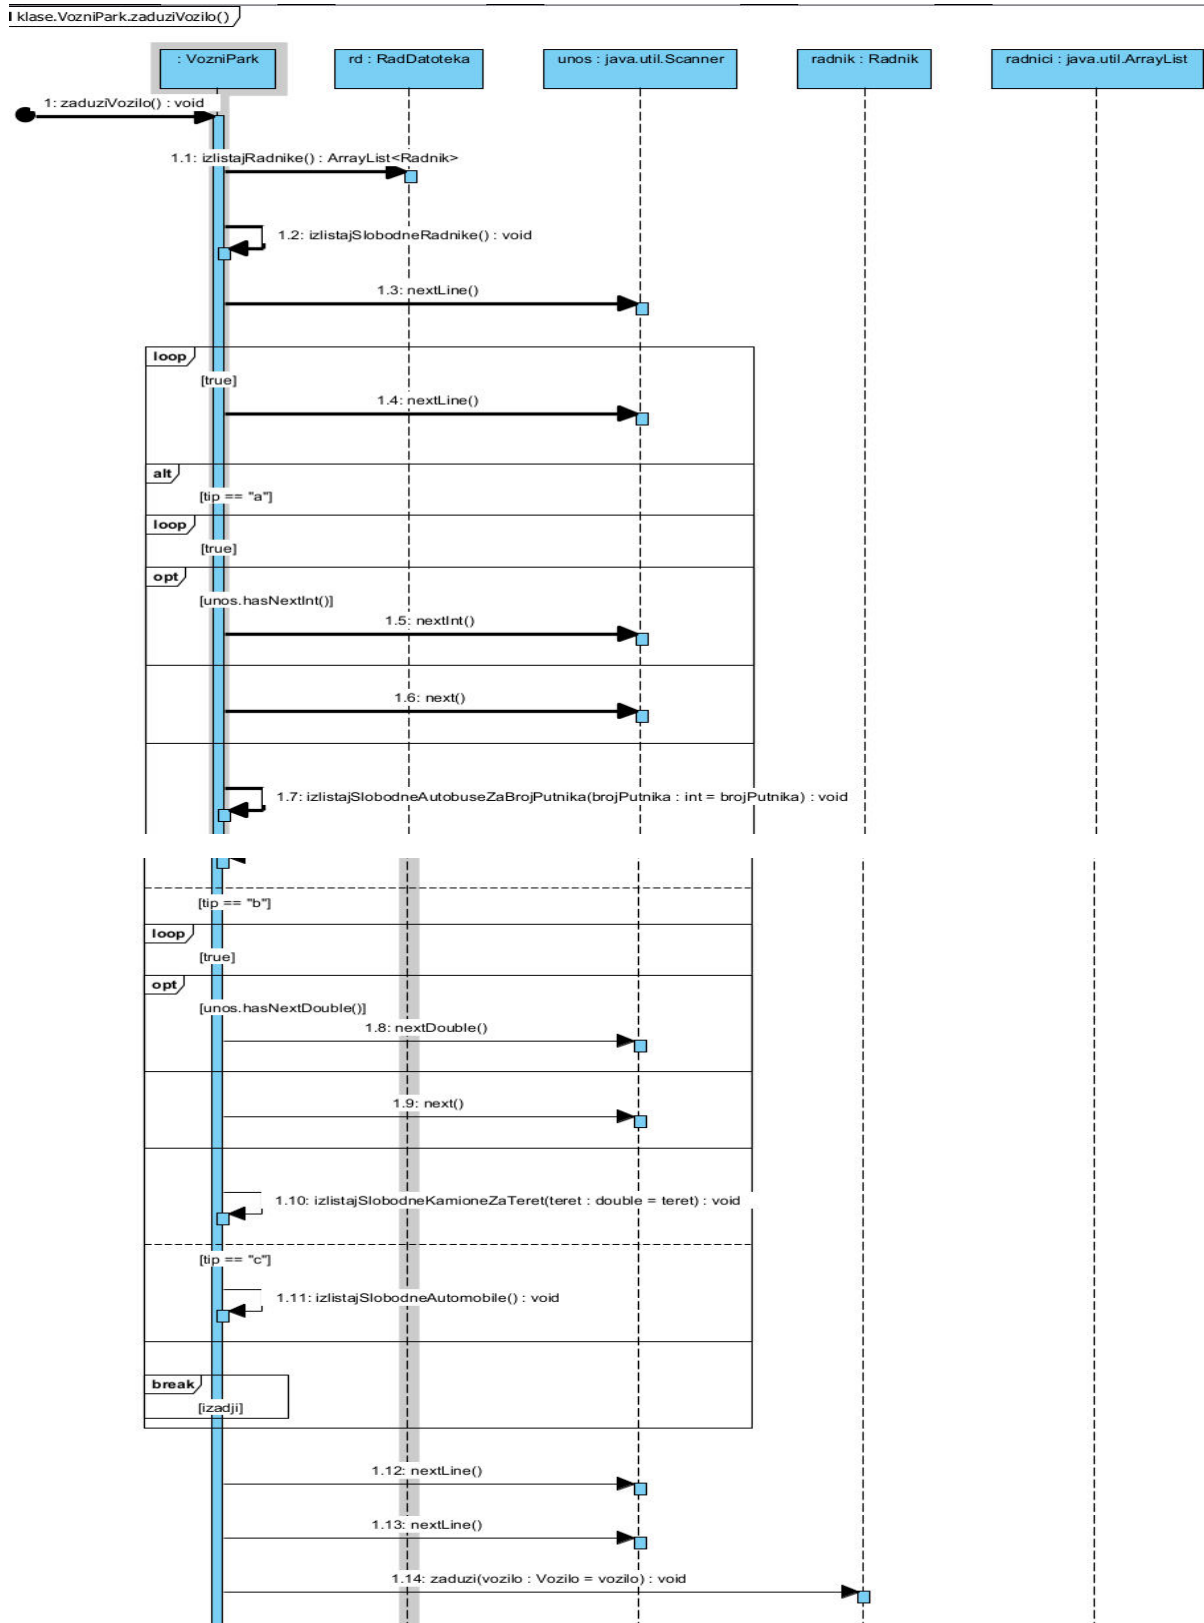 klase.VozniPark.zaduziVozilo()
: VozniPark
rd : RadDatoteka
unos : java.util.Scanner
radnik : Radnik
radnici : java.util.ArrayList
1: zaduziVozilo() : void
1.1: izlistajRadnike() : ArrayList<Radnik>
1.2: izlistajSlobodneRadnike() : void
1.3: nextLine()
loop
[true]
1.4: nextLine()
alt
[tip == "a"]
loop
[true]
opt
[unos.hasNextInt()]
1.5: nextInt()
1.6: next()
1.7: izlistajSlobodneAutobuseZaBrojPutnika(brojPutnika : int = brojPutnika) : void
[tip == "b"]
loop
[true]
opt
[unos.hasNextDouble()]
1.8: nextDouble()
1.9: next()
1.10: izlistajSlobodneKamioneZaTeret(teret : double = teret) : void
[tip == "c"]
1.11: izlistajSlobodneAutomobile() : void
break
[izadji]
1.12: nextLine()
1.13: nextLine()
1.14: zaduzi(vozilo : Vozilo = vozilo) : void